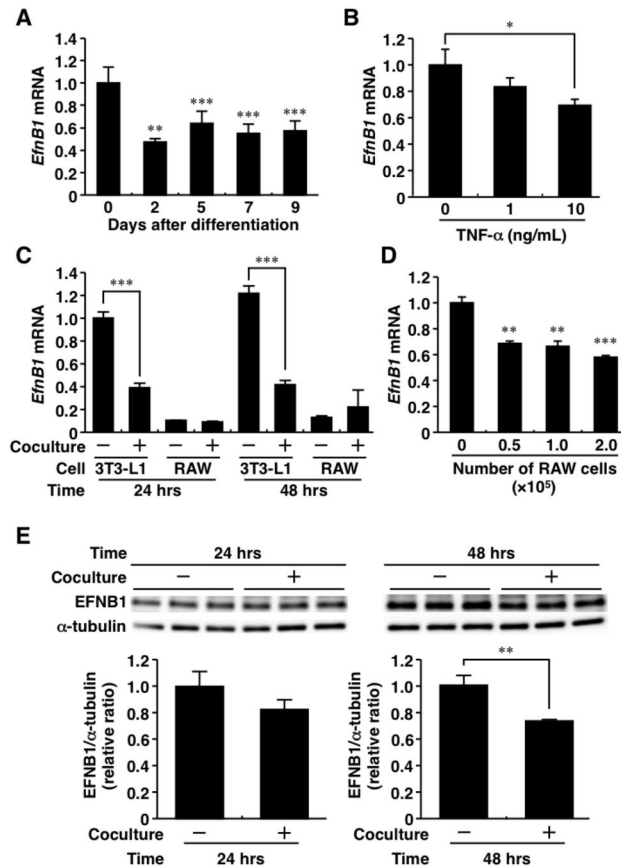 A
EfnB1 mRNA
1.4
1.2
1.0
0.8
0.6
0.4
0.2
0
**
***
***
***
0 2 5 7 9
Days after differentiation
B
EfnB1 mRNA
1.4
1.2
1.0
0.8
0.6
0.4
0.2
0
*
0 1 10
TNF-α (ng/mL)
C
EfnB1 mRNA
1.4
1.2
1.0
0.8
0.6
0.4
0.2
0
***
***
Coculture − + − + − + − +
Cell 3T3-L1 RAW 3T3-L1 RAW
Time 24 hrs 48 hrs
D
EfnB1 mRNA
1.2
1.0
0.8
0.6
0.4
0.2
0
**
**
***
0 0.5 1.0 2.0
Number of RAW cells
(×10⁵)
E
Time 24 hrs 48 hrs
Coculture − + − +
EFNB1
α-tubulin
EFNB1/α-tubulin
(relative ratio)
1.2
1.0
0.8
0.6
0.4
0.2
0
Coculture − +
Time 24 hrs
EFNB1/α-tubulin
(relative ratio)
1.2
1.0
0.8
0.6
0.4
0.2
0
**
Coculture − +
Time 48 hrs